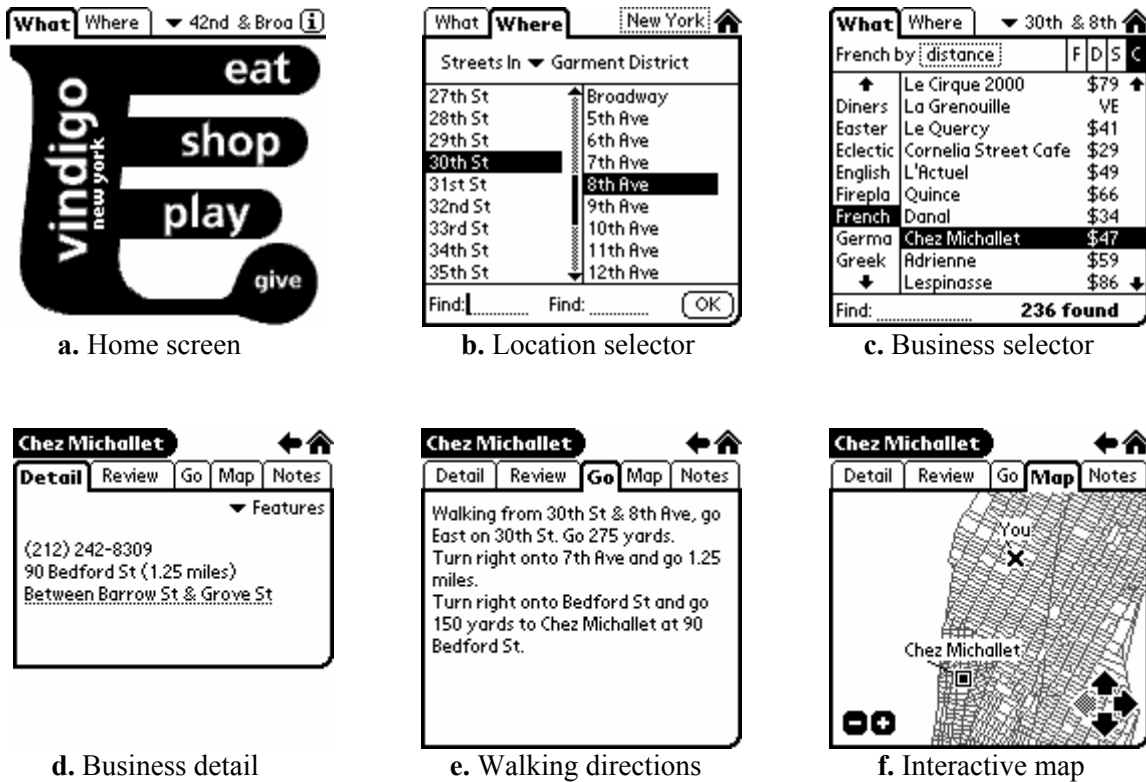 What Where ▼ 42nd & Broa i
eat
shop
play
give
vindigo
new york
a. Home screen
What Where New York
Streets In ▼ Garment District
27th St Broadway
28th St 5th Ave
29th St 6th Ave
30th St 7th Ave
31st St 8th Ave
32nd St 9th Ave
33rd St 10th Ave
34th St 11th Ave
35th St 12th Ave
Find: Find: OK
b. Location selector
What Where ▼ 30th & 8th
French by distance F D S C
Le Cirque 2000 $79
Diners La Grenouille VE
Easter Le Quercy $41
Eclectic Cornelia Street Cafe $29
English L'Actuel $49
Firepla Quince $66
French Danal $34
Germa Chez Michallet $47
Greek Adrienne $59
Lespinasse $86
Find: 236 found
c. Business selector
Chez Michallet
Detail Review Go Map Notes
▼ Features
(212) 242-8309
90 Bedford St (1.25 miles)
Between Barrow St & Grove St
d. Business detail
Chez Michallet
Detail Review Go Map Notes
Walking from 30th St & 8th Ave, go
East on 30th St. Go 275 yards.
Turn right onto 7th Ave and go 1.25
miles.
Turn right onto Bedford St and go
150 yards to Chez Michallet at 90
Bedford St.
e. Walking directions
Chez Michallet
Detail Review Go Map Notes
You
Chez Michallet
f. Interactive map